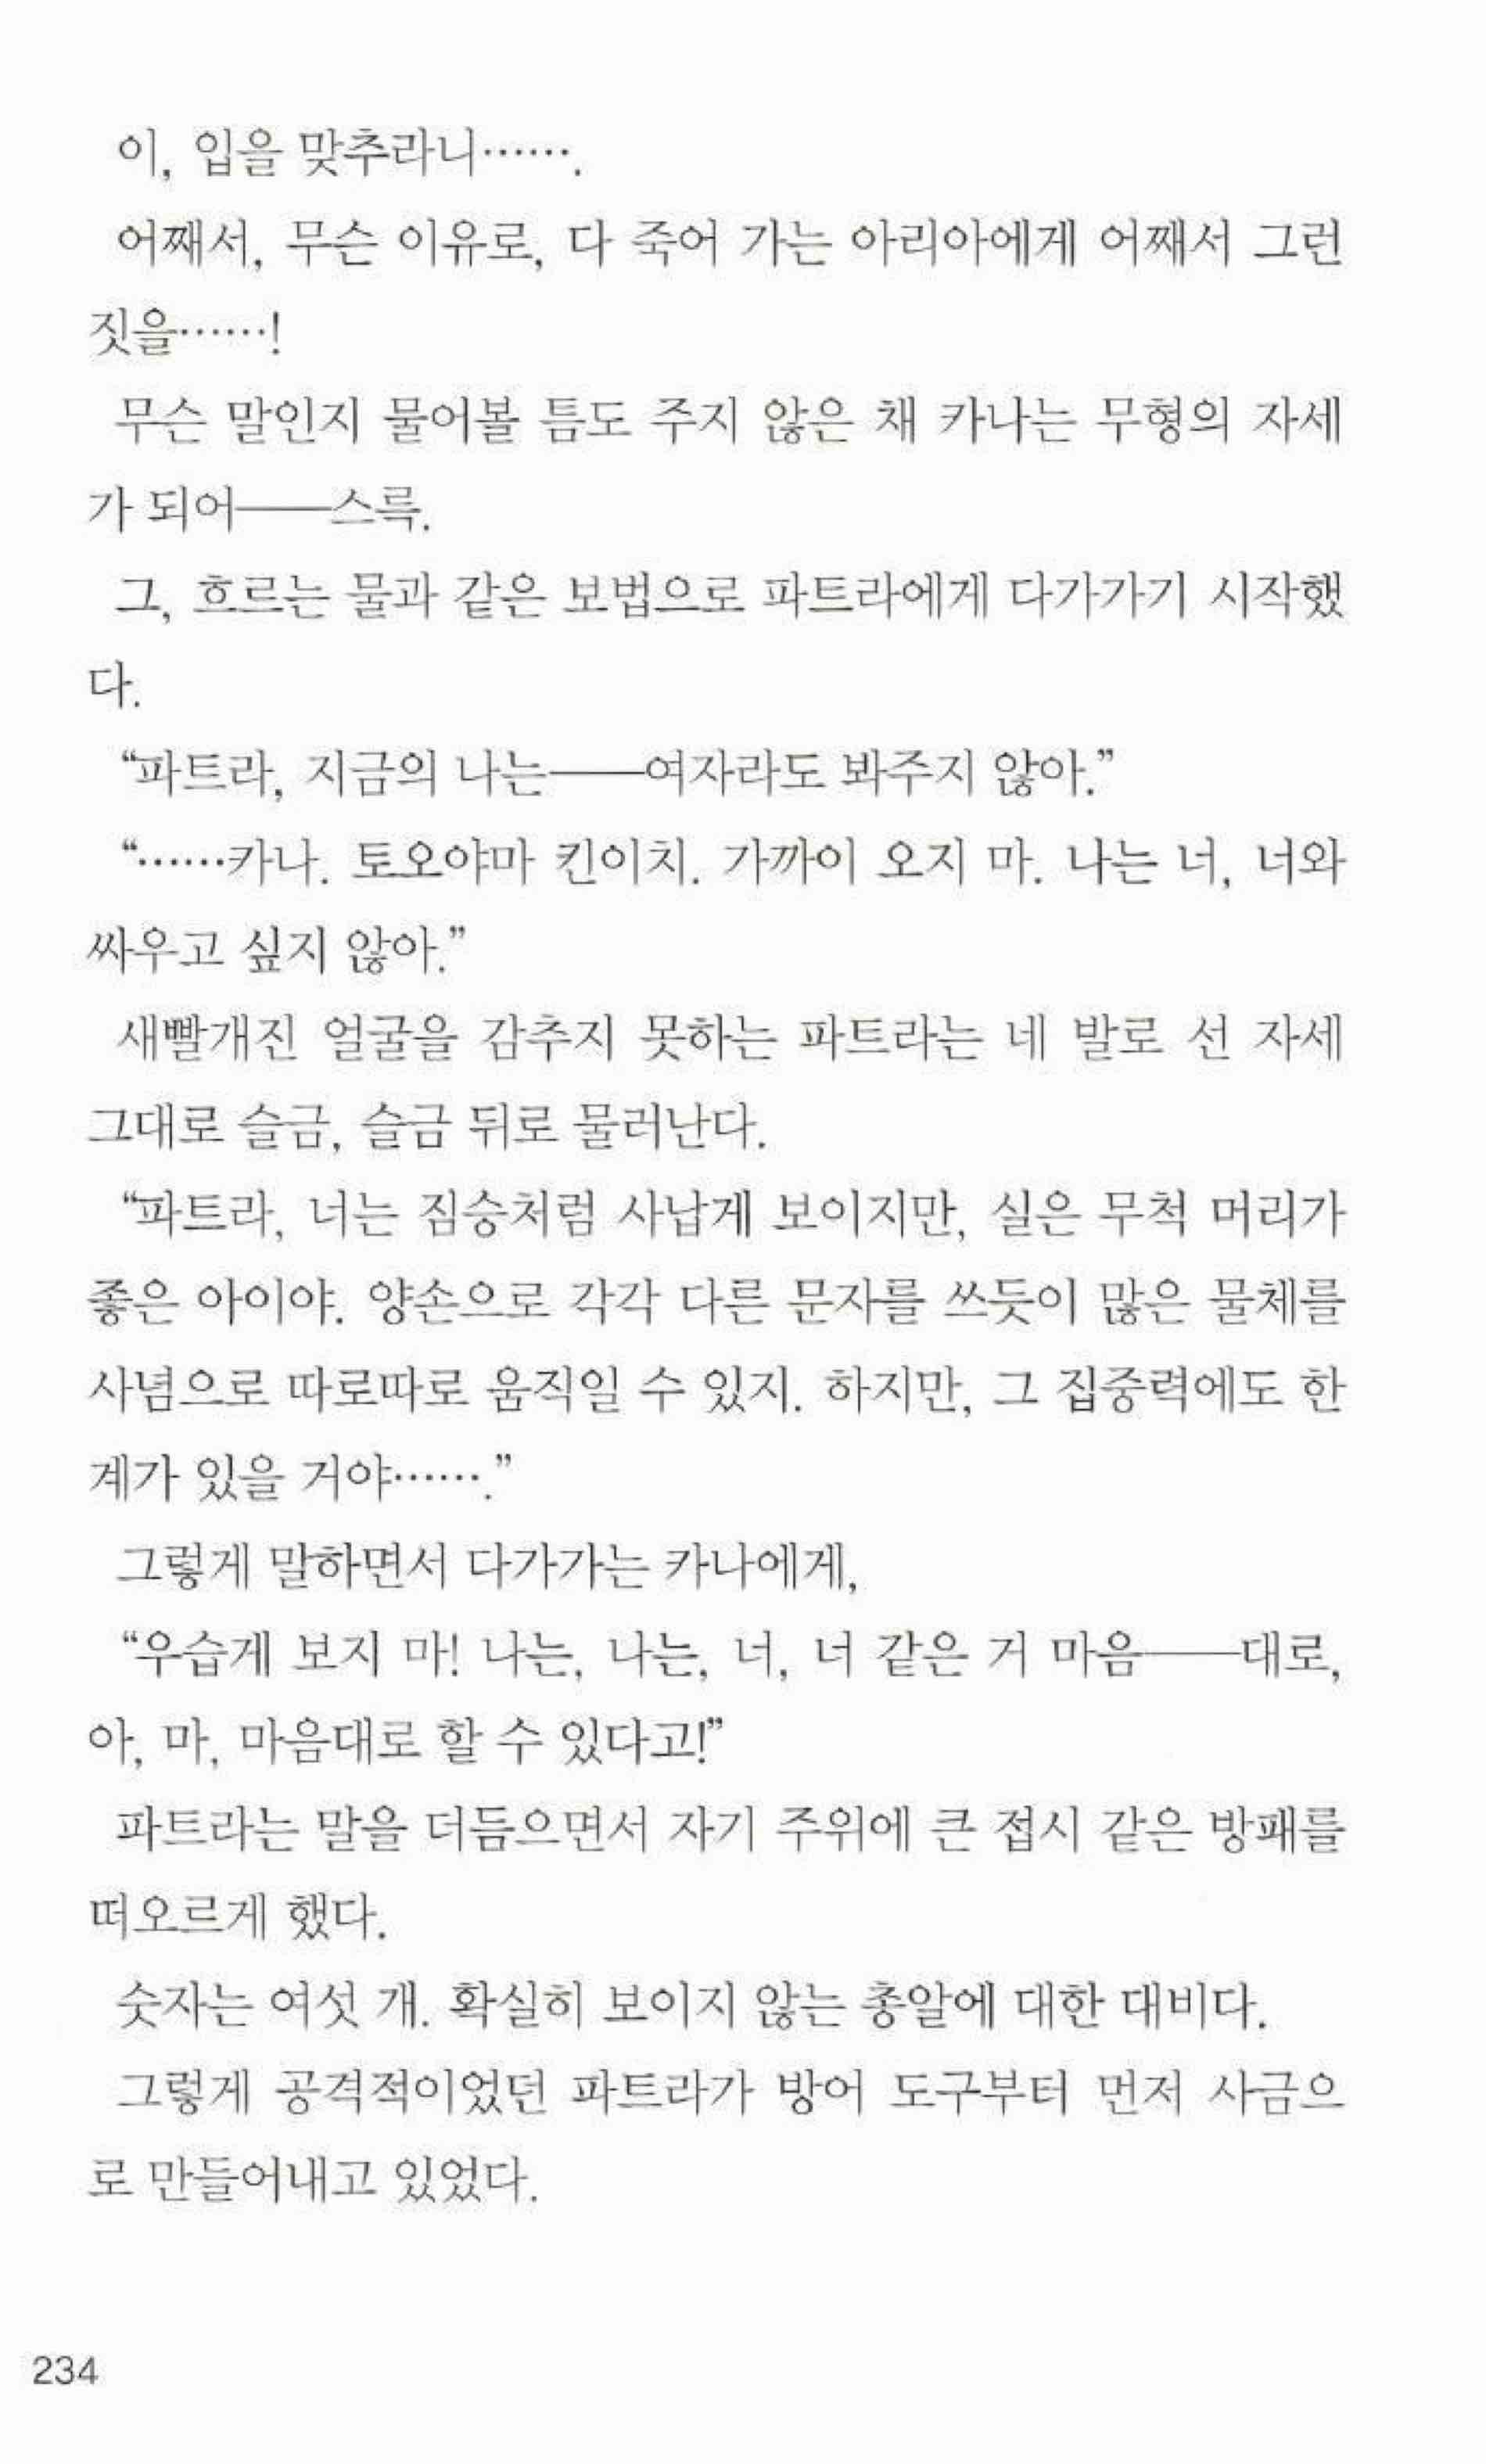 이, 입을 맞추라니…….
어째서, 무슨 이유로, 다 죽어 가는 아리아에게 어째서 그런
짓을……!
무슨 말인지 물어볼 틈도 주지 않은 채 카나는 무형의 자세
가 되어──스륵.
그, 흐르는 물과 같은 보법으로 파트라에게 다가가기 시작했
다.
“파트라, 지금의 나는──여자라도 봐주지 않아.”
“……카나. 토오야마 킨이치. 가까이 오지 마. 나는 너, 너와
싸우고 싶지 않아.”
새빨개진 얼굴을 감추지 못하는 파트라는 네 발로 선 자세
그대로 슬금, 슬금 뒤로 물러난다.
“파트라, 너는 짐승처럼 사납게 보이지만, 실은 무척 머리가
좋은 아이야. 양손으로 각각 다른 문자를 쓰듯이 많은 물체를
사념으로 따로따로 움직일 수 있지. 하지만, 그 집중력에도 한
계가 있을 거야…….”
그렇게 말하면서 다가가는 카나에게,
“우습게 보지 마! 나는, 나는, 너, 너 같은 거 마음──대로,
아, 마, 마음대로 할 수 있다고!”
파트라는 말을 더듬으면서 자기 주위에 큰 접시 같은 방패를
떠오르게 했다.
숫자는 여섯 개. 확실히 보이지 않는 총알에 대한 대비다.
그렇게 공격적이었던 파트라가 방어 도구부터 먼저 사금으
로 만들어내고 있었다.
234